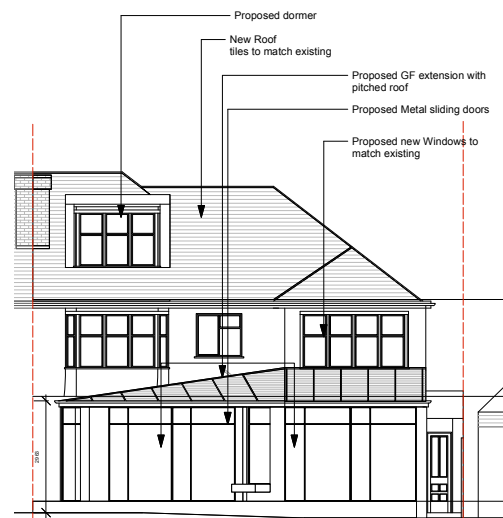 Proposed dormer
New Roof
tiles to match existing
Proposed GF extension with
pitched roof
Proposed Metal sliding doors
Proposed new Windows to
match existing
2965